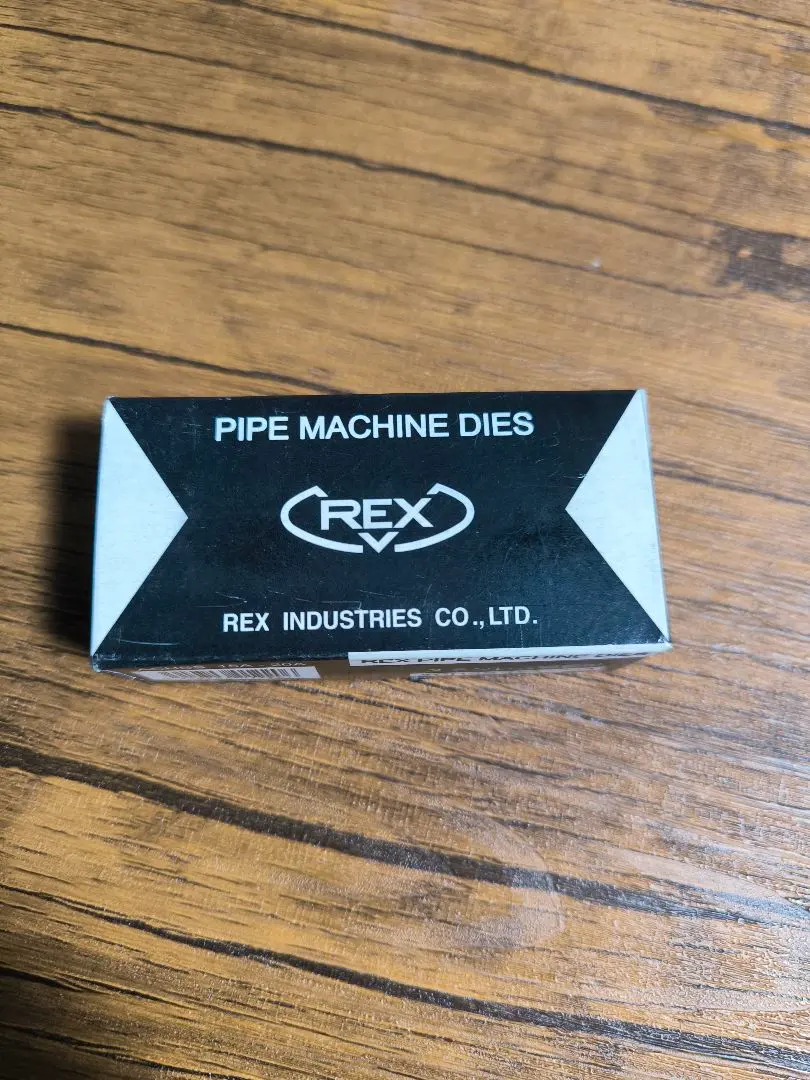 PIPE MACHINE DIES
REX
REX INDUSTRIES CO.,LTD.
REX PIPE MACHINE DIES